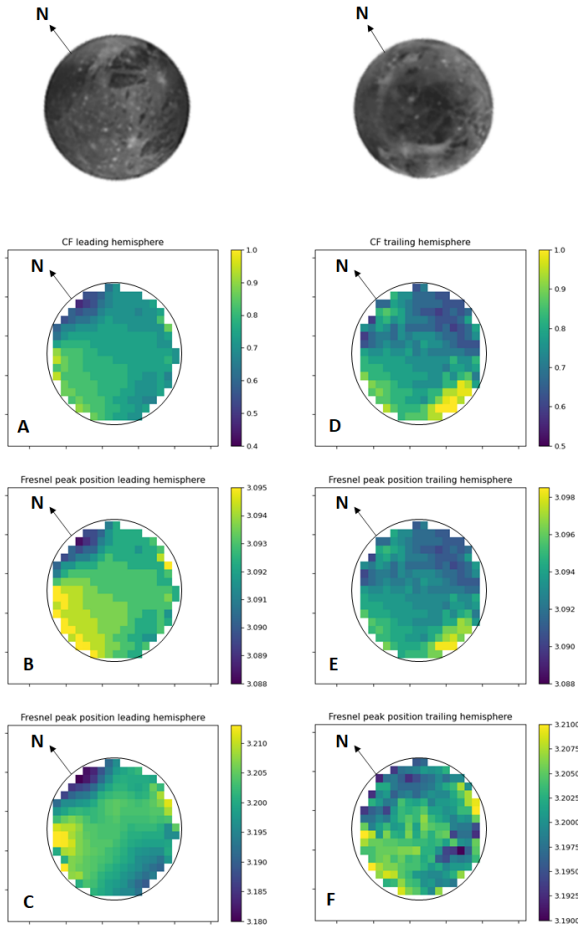 N
N
CF leading hemisphere
N
1.0
0.9
0.8
0.7
0.6
0.5
0.4
A
CF trailing hemisphere
N
1.0
0.9
0.8
0.7
0.6
0.5
D
Fresnel peak position leading hemisphere
N
3.095
3.094
3.093
3.092
3.091
3.090
3.089
3.088
B
Fresnel peak position trailing hemisphere
N
3.098
3.096
3.094
3.092
3.090
3.088
E
Fresnel peak position leading hemisphere
N
3.210
3.205
3.200
3.195
3.190
3.185
3.180
C
Fresnel peak position trailing hemisphere
N
3.2100
3.2075
3.2050
3.2025
3.2000
3.1975
3.1950
3.1925
3.1900
F